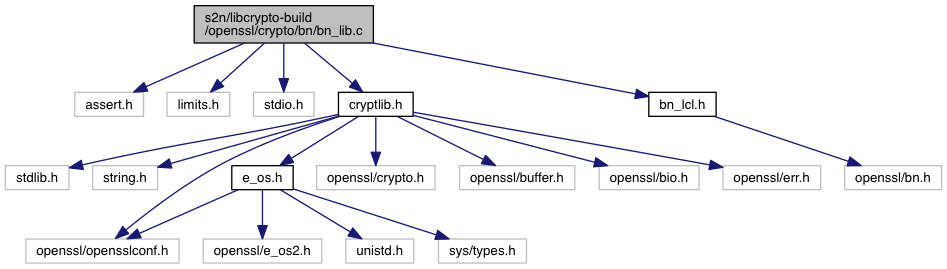 s2n/libcrypto-build
/openssl/crypto/bn/bn_lib.c
assert.h
limits.h
stdio.h
cryptlib.h
bn_lcl.h
stdlib.h
string.h
e_os.h
openssl/crypto.h
openssl/buffer.h
openssl/bio.h
openssl/err.h
openssl/bn.h
openssl/opensslconf.h
openssl/e_os2.h
unistd.h
sys/types.h